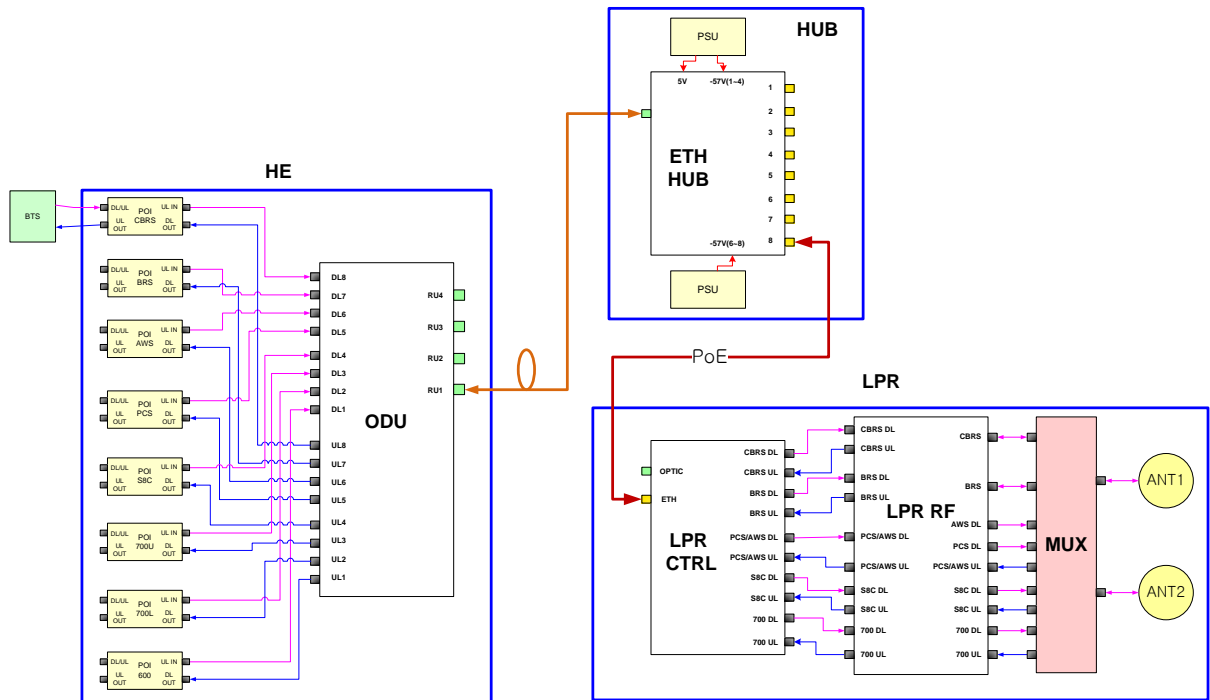 HUB
PSU
5V
-57V(1~4)
1
2
3
4
5
6
7
8
ETH
HUB
-57V(6~8)
PSU
HE
BTS
DL/UL
POI
CBRS
UL IN
UL
OUT
DL
OUT
DL/UL
POI
BRS
UL IN
UL
OUT
DL
OUT
DL/UL
POI
AWS
UL IN
UL
OUT
DL
OUT
DL/UL
POI
PCS
UL IN
UL
OUT
DL
OUT
DL/UL
POI
S8C
UL IN
UL
OUT
DL
OUT
DL/UL
POI
700U
UL IN
UL
OUT
DL
OUT
DL/UL
POI
700L
UL IN
UL
OUT
DL
OUT
DL/UL
POI
600
UL IN
UL
OUT
DL
OUT
DL8
DL7
DL6
DL5
DL4
DL3
DL2
DL1
UL8
UL7
UL6
UL5
UL4
UL3
UL2
UL1
ODU
RU4
RU3
RU2
RU1
PoE
LPR
OPTIC
ETH
LPR
CTRL
CBRS DL
CBRS UL
BRS DL
BRS UL
PCS/AWS DL
PCS/AWS UL
S8C DL
S8C UL
700 DL
700 UL
CBRS DL
CBRS UL
BRS DL
BRS UL
PCS/AWS DL
PCS/AWS UL
S8C DL
S8C UL
700 DL
700 UL
LPR RF
CBRS
BRS
AWS DL
PCS DL
PCS/AWS UL
S8C DL
S8C UL
700 DL
700 UL
MUX
ANT1
ANT2